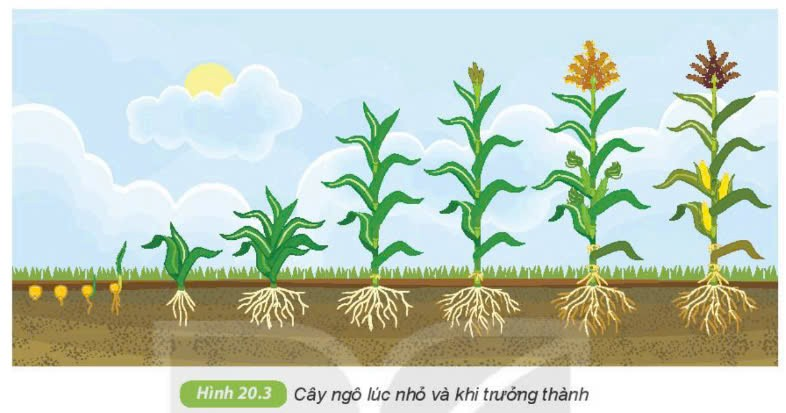 Hình 20.3 Cây ngô lúc nhỏ và khi trưởng thành